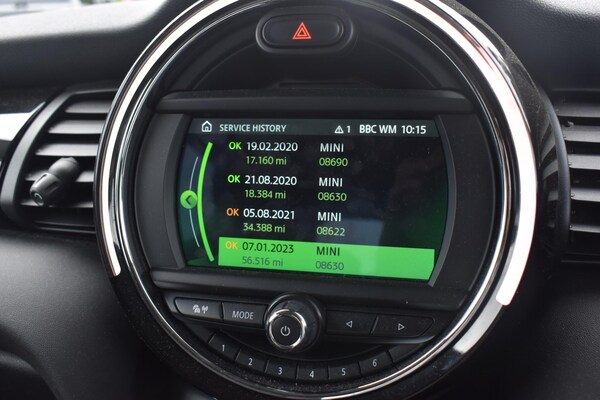 SERVICE HISTORY 1 BBC WM 10:15
OK 19.02.2020 MINI
17.160 mi 08690
OK 21.08.2020 MINI
18.384 mi 08630
OK 05.08.2021 MINI
34.388 mi 08622
OK 07.01.2023 MINI
56.516 mi 08630
MODE
1 2 3 4 5 6